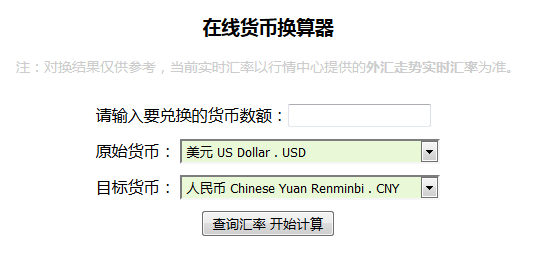 在线货币换算器
注：对换结果仅供参考，当前实时汇率以行情中心提供的外汇走势实时汇率为准。
请输入要兑换的货币数额：
原始货币： 美元 US Dollar . USD
目标货币： 人民币 Chinese Yuan Renminbi . CNY
查询汇率 开始计算